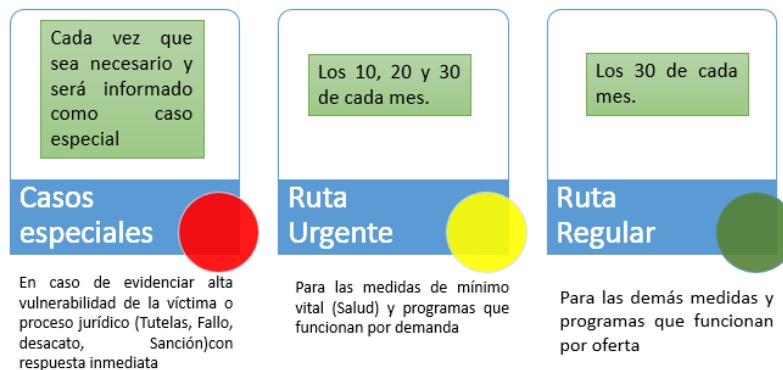 Cada vez que
sea necesario y
será informado
como caso
especial
Casos
especiales
En caso de evidenciar alta
vulnerabilidad de la víctima o
proceso jurídico (Tutelas, Fallo,
desacato, Sanción)con
respuesta inmediata
Los 10, 20 y 30
de cada mes.
Ruta
Urgente
Para las medidas de mínimo
vital (Salud) y programas que
funcionan por demanda
Los 30 de cada
mes.
Ruta
Regular
Para las demás medidas y
programas que funcionan
por oferta